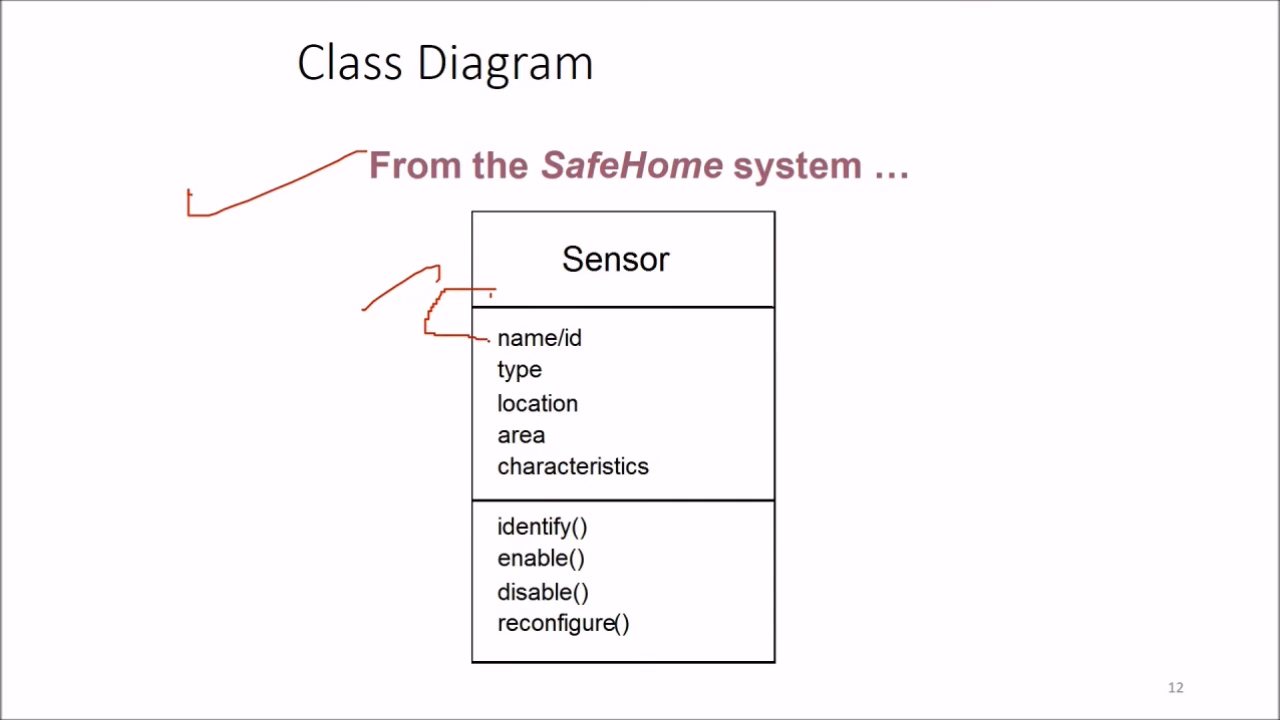 Class Diagram
From the SafeHome system …
Sensor
name/id
type
location
area
characteristics
identify()
enable()
disable()
reconfigure()
12